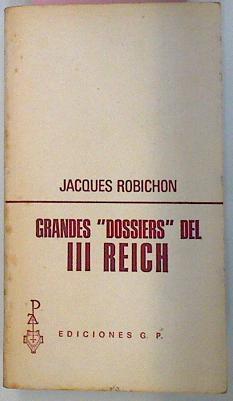 JACQUES ROBICHON
GRANDES "DOSSIERS" DEL
III REICH
P
EDICIONES G. P.